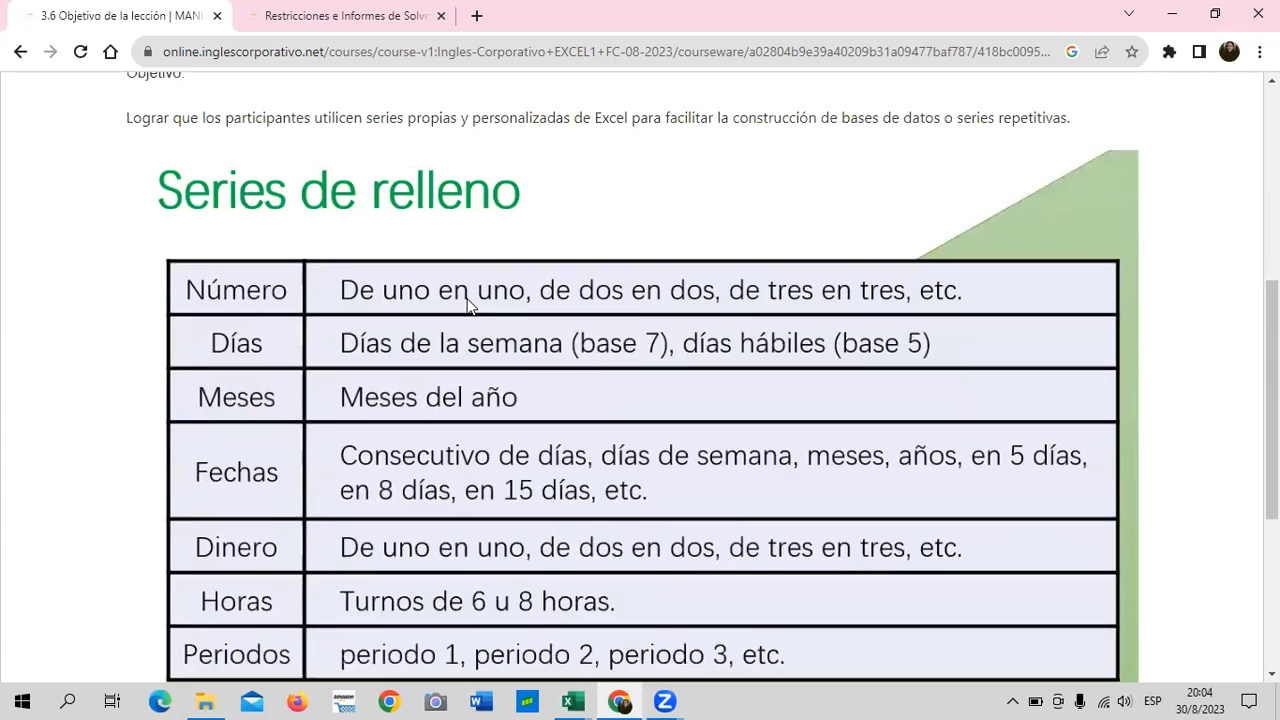 3.6 Objetivo de la lección | MANI
Restricciones e Informes de Solve
online.inglescorporativo.net/courses/course-v1:Ingles-Corporativo+EXCEL1+FC-08-2023/courseware/a02804b9e39a40209b31a09477baf787/418bc0095...
Objetivo:
Lograr que los participantes utilicen series propias y personalizadas de Excel para facilitar la construcción de bases de datos o series repetitivas.
Series de relleno
Número De uno en uno, de dos en dos, de tres en tres, etc.
Días Días de la semana (base 7), días hábiles (base 5)
Meses Meses del año
Fechas Consecutivo de días, días de semana, meses, años, en 5 días,
en 8 días, en 15 días, etc.
Dinero De uno en uno, de dos en dos, de tres en tres, etc.
Horas Turnos de 6 u 8 horas.
Periodos periodo 1, periodo 2, periodo 3, etc.
ESP
20:04
30/8/2023